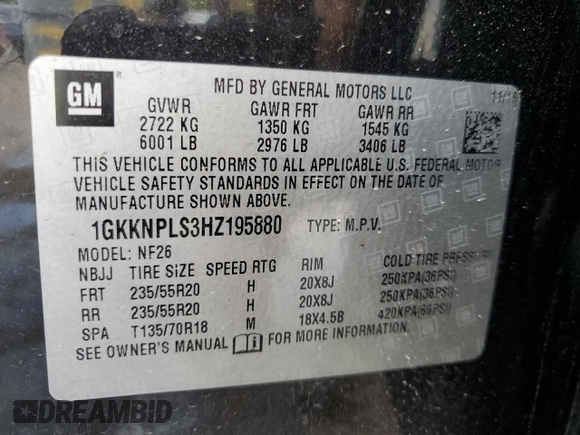 GM
MFD BY GENERAL MOTORS LLC
11/16
GVWR GAWR FRT GAWR RR
2722 KG 1350 KG 1545 KG
6001 LB 2976 LB 3406 LB
THIS VEHICLE CONFORMS TO ALL APPLICABLE U.S. FEDERAL MOTOR
VEHICLE SAFETY STANDARDS IN EFFECT ON THE DATE OF
MANUFACTURE SHOWN ABOVE.
1GKKNPLS3HZ195880 TYPE: M.P.V.
MODEL: NF26
NBJJ TIRE SIZE SPEED RTG RIM COLD TIRE PRESSURE
FRT 235/55R20 H 20X8J 250KPA(36PSI)
RR 235/55R20 H 20X8J 250KPA(36PSI)
SPA T135/70R18 M 18X4.5B 420KPA(60PSI)
SEE OWNER'S MANUAL FOR MORE INFORMATION.
DREAMBID